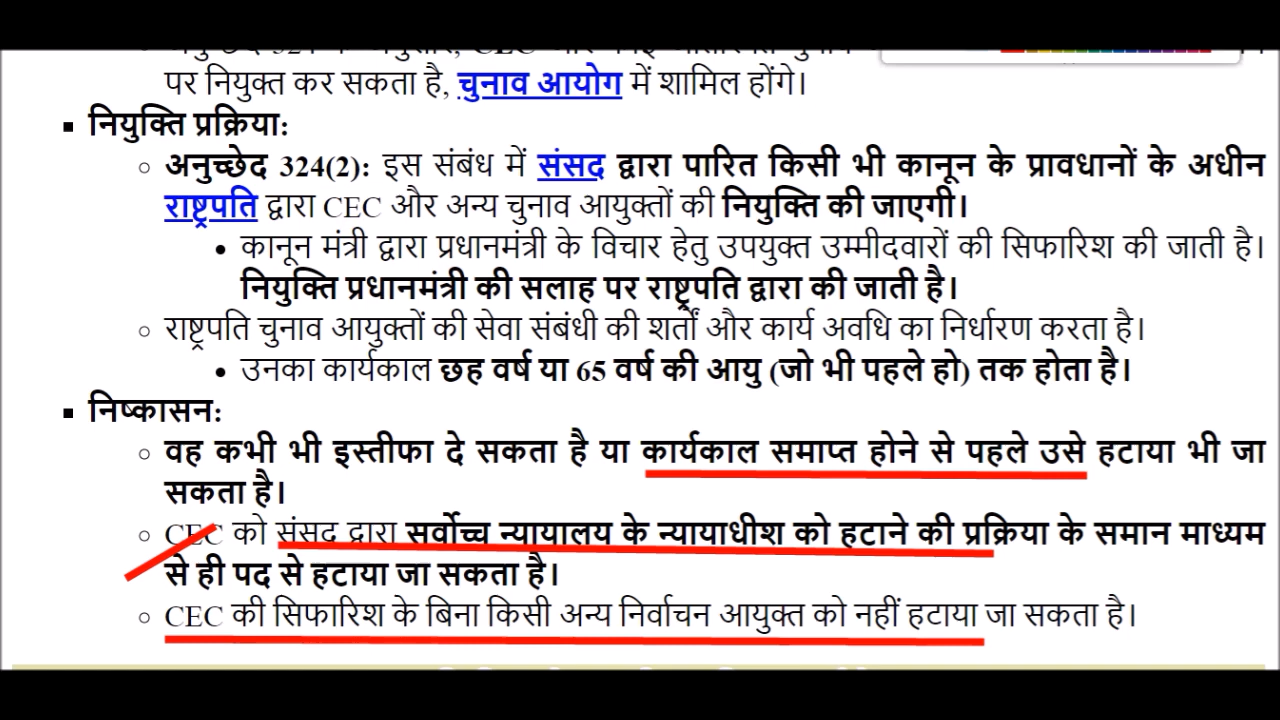 पर नियुक्त कर सकता है, चुनाव आयोग में शामिल होंगे।
▪ नियुक्ति प्रक्रिया:
○ अनुच्छेद 324(2): इस संबंध में संसद द्वारा पारित किसी भी कानून के प्रावधानों के अधीन
राष्ट्रपति द्वारा CEC और अन्य चुनाव आयुक्तों की नियुक्ति की जाएगी।
• कानून मंत्री द्वारा प्रधानमंत्री के विचार हेतु उपयुक्त उम्मीदवारों की सिफारिश की जाती है।
नियुक्ति प्रधानमंत्री की सलाह पर राष्ट्रपति द्वारा की जाती है।
○ राष्ट्रपति चुनाव आयुक्तों की सेवा संबंधी की शर्तों और कार्य अवधि का निर्धारण करता है।
• उनका कार्यकाल छह वर्ष या 65 वर्ष की आयु (जो भी पहले हो) तक होता है।
▪ निष्कासन:
○ वह कभी भी इस्तीफा दे सकता है या कार्यकाल समाप्त होने से पहले उसे हटाया भी जा
सकता है।
○ CEC को संसद द्वारा सर्वोच्च न्यायालय के न्यायाधीश को हटाने की प्रक्रिया के समान माध्यम
से ही पद से हटाया जा सकता है।
○ CEC की सिफारिश के बिना किसी अन्य निर्वाचन आयुक्त को नहीं हटाया जा सकता है।